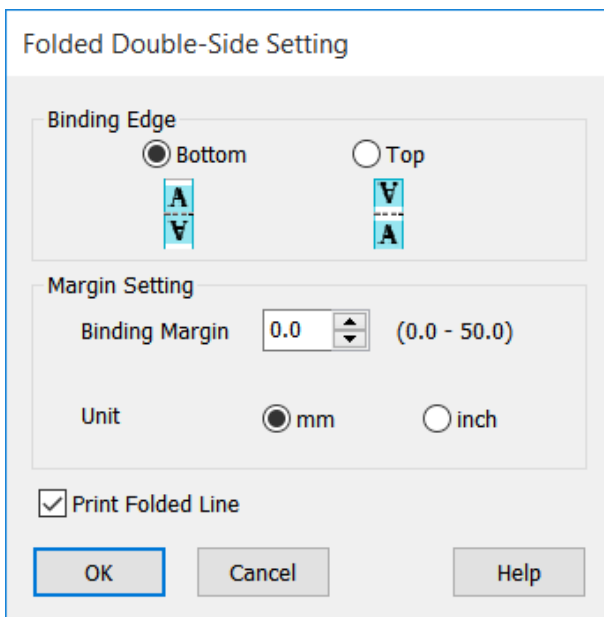 Folded Double-Side Setting
Binding Edge
Bottom Top
A A
A A
Margin Setting
Binding Margin 0.0 (0.0 - 50.0)
Unit mm inch
Print Folded Line
OK Cancel Help